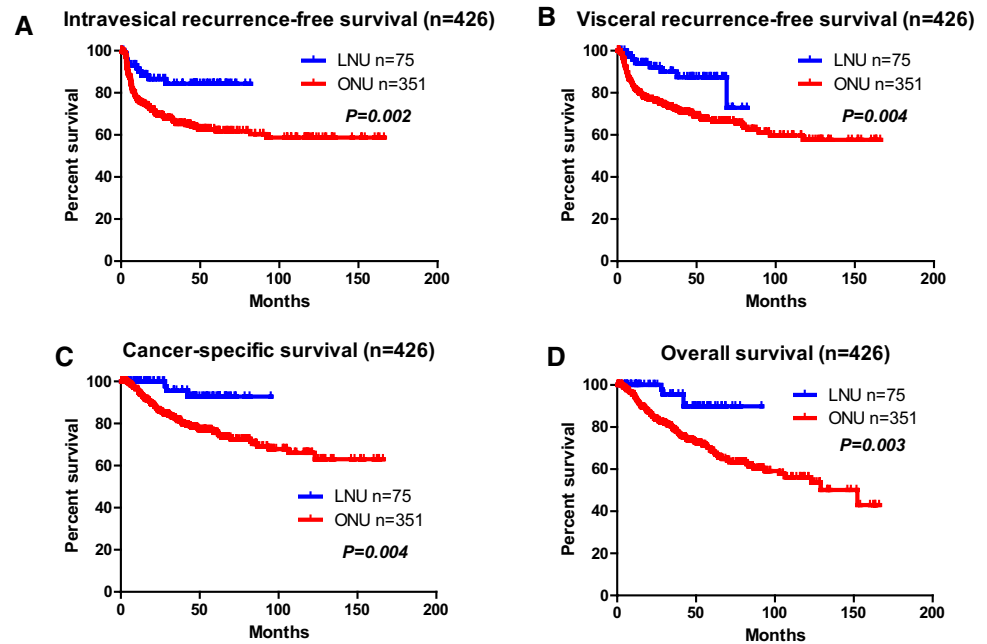 A
Intravesical recurrence-free survival (n=426)
Percent survival
100
80
60
40
20
0
0 50 100 150 200
Months
LNU n=75
ONU n=351
P=0.002
B
Visceral recurrence-free survival (n=426)
Percent survival
100
80
60
40
20
0
0 50 100 150 200
Months
LNU n=75
ONU n=351
P=0.004
C
Cancer-specific survival (n=426)
Percent survival
100
80
60
40
20
0
0 50 100 150 200
Months
LNU n=75
ONU n=351
P=0.004
D
Overall survival (n=426)
Percent survival
100
80
60
40
20
0
0 50 100 150 200
Months
LNU n=75
ONU n=351
P=0.003